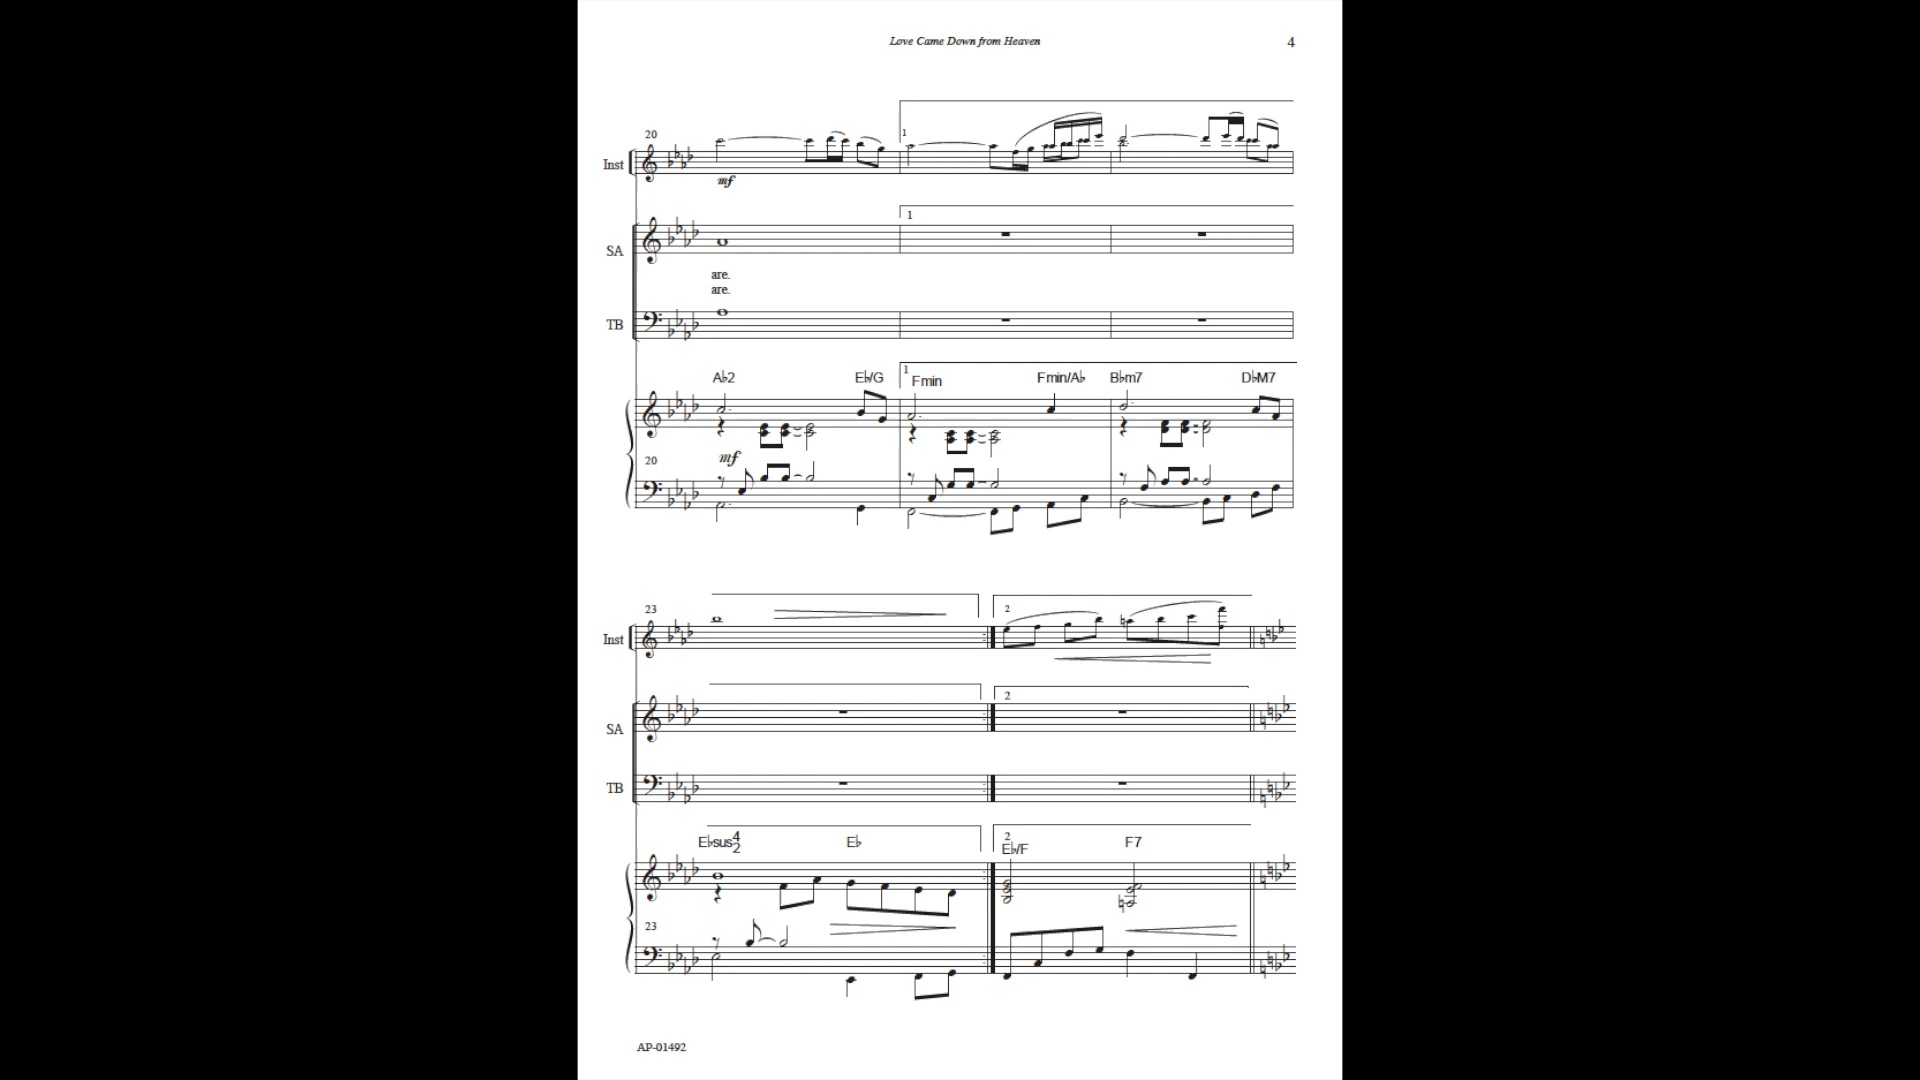 Love Came Down from Heaven
4
20
1
Inst
mf
1
SA
are.
are.
TB
A♭2 E♭/G 1 Fmin Fmin/A♭ B♭m7 D♭M7
mf
20
23
2
Inst
2
SA
TB
E♭sus4/2 E♭ 2 E♭/F F7
23
AP-01492